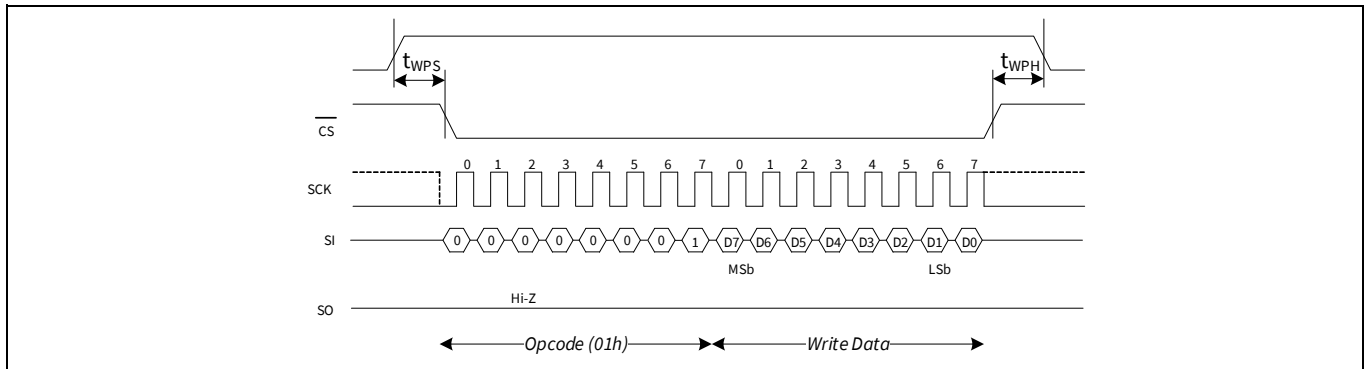 tWPS tWPH
CS
0 1 2 3 4 5 6 7 0 1 2 3 4 5 6 7
SCK
SI 0 0 0 0 0 0 0 1 D7 D6 D5 D4 D3 D2 D1 D0
MSb LSb
Hi-Z
SO
Opcode (01h) Write Data